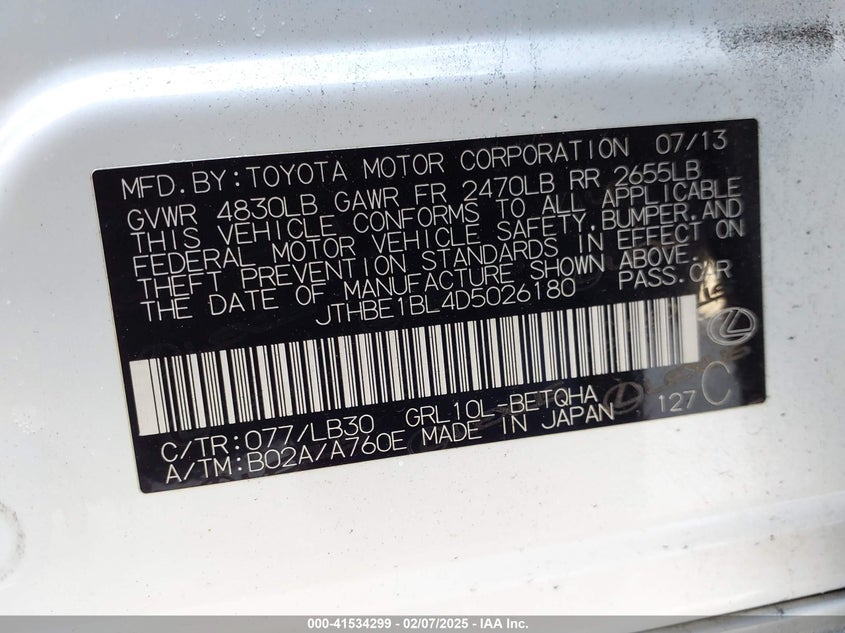 MFD.BY:TOYOTA MOTOR CORPORATION 07/13
GVWR 4830LB GAWR FR 2470LB RR 2655LB
THIS VEHICLE CONFORMS TO ALL APPLICABLE
FEDERAL MOTOR VEHICLE SAFETY,BUMPER,AND
THEFT PREVENTION STANDARDS IN EFFECT ON
THE DATE OF MANUFACTURE SHOWN ABOVE.
JTHBE1BL4D5026180 PASS.CAR
C/TR:077/LB30 GRL10L-BETQHA 127 C
A/TM:B02A/A760E MADE IN JAPAN
000-41534299 - 02/07/2025 - IAA Inc.